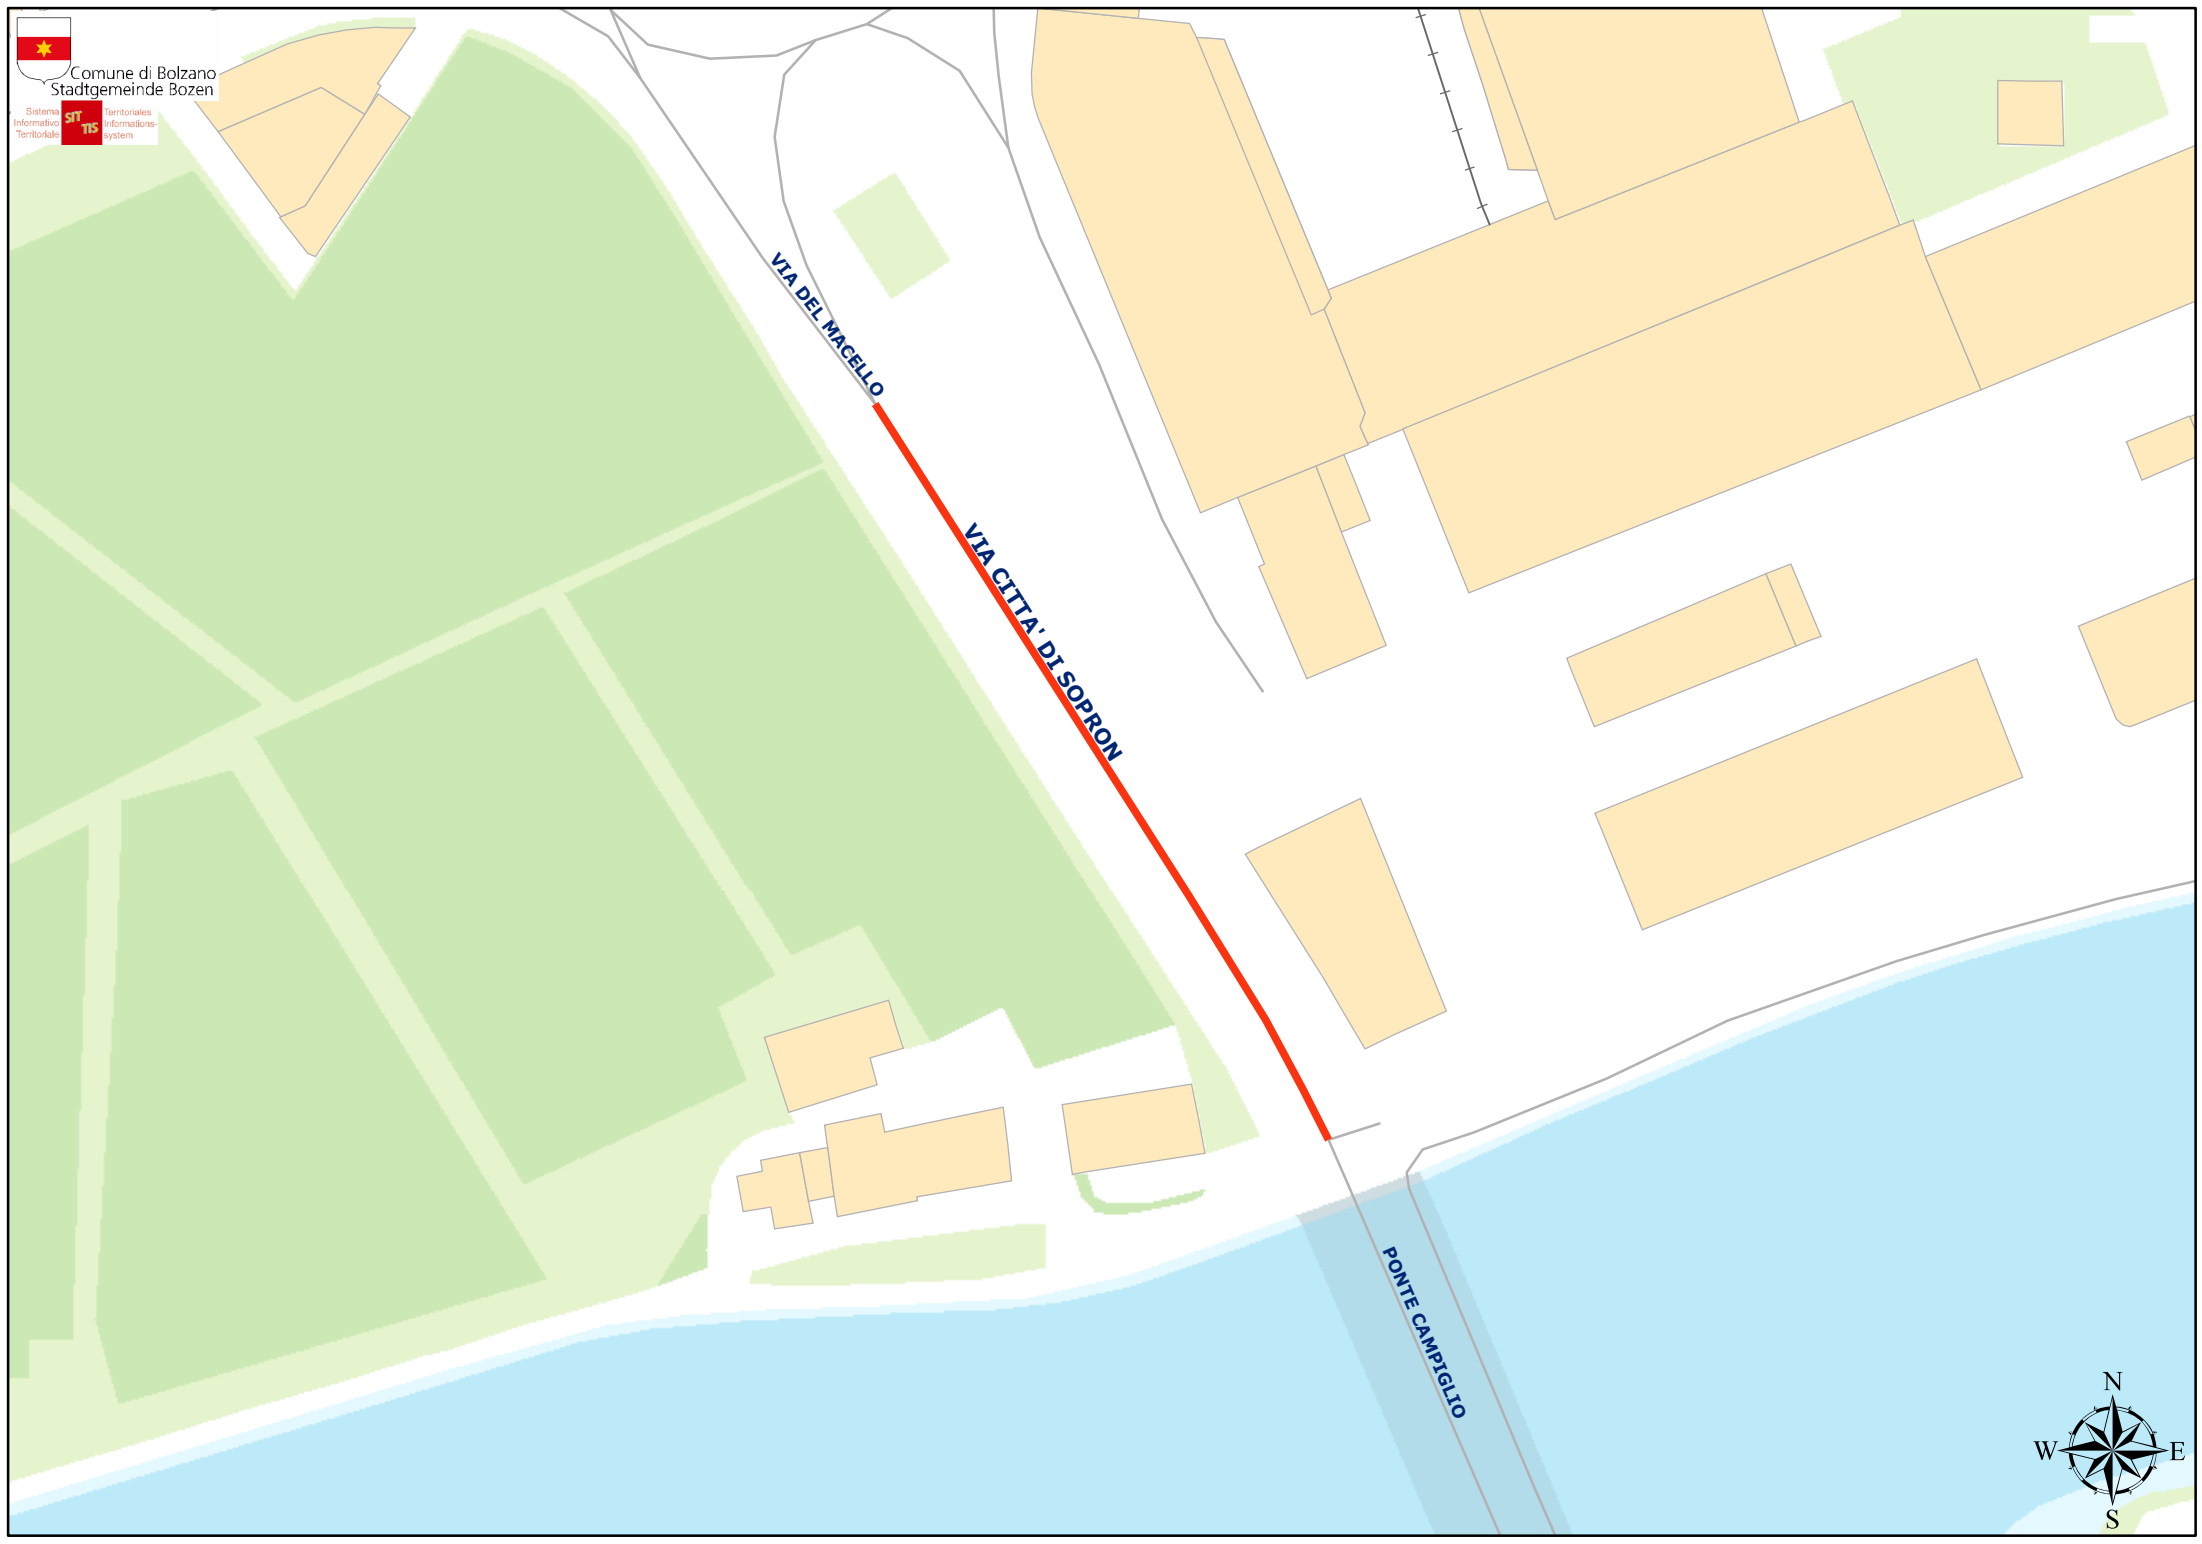 Comune di Bolzano
Stadtgemeinde Bozen
Sistema
Informativo
Territoriale
SIT
TIS
Territoriales
Informations-
system
VIA DEL MACELLO
VIA CITTA' DI SOPRON
PONTE CAMPIGLIO
N
W
E
S